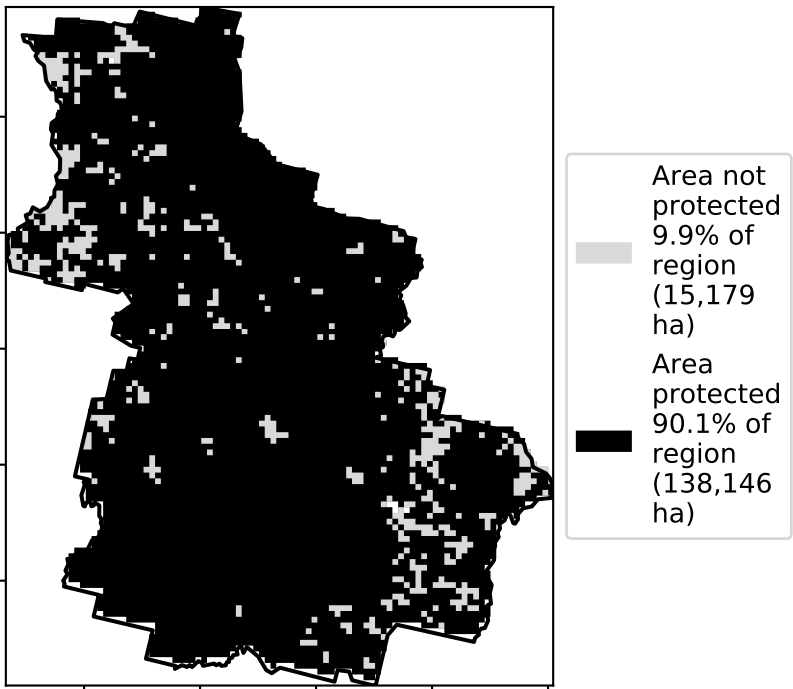 Area not
protected
9.9% of
region
(15,179
ha)
Area
protected
90.1% of
region
(138,146
ha)